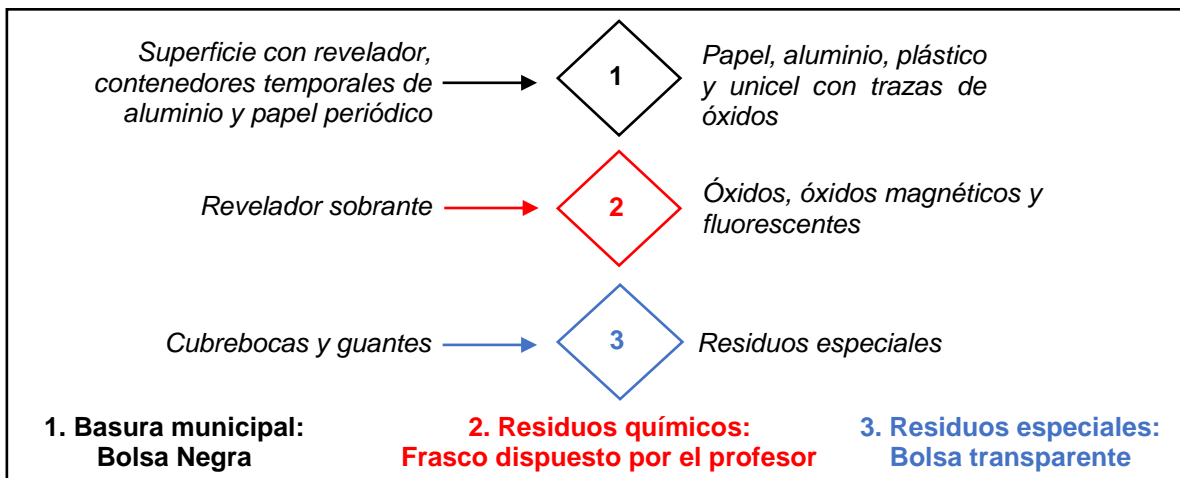 Superficie con revelador,
contenedores temporales de
aluminio y papel periódico
1
Papel, aluminio, plástico
y unicel con trazas de
óxidos
Revelador sobrante
2
Óxidos, óxidos magnéticos y
fluorescentes
Cubrebocas y guantes
3
Residuos especiales
1. Basura municipal:
Bolsa Negra
2. Residuos químicos:
Frasco dispuesto por el profesor
3. Residuos especiales:
Bolsa transparente